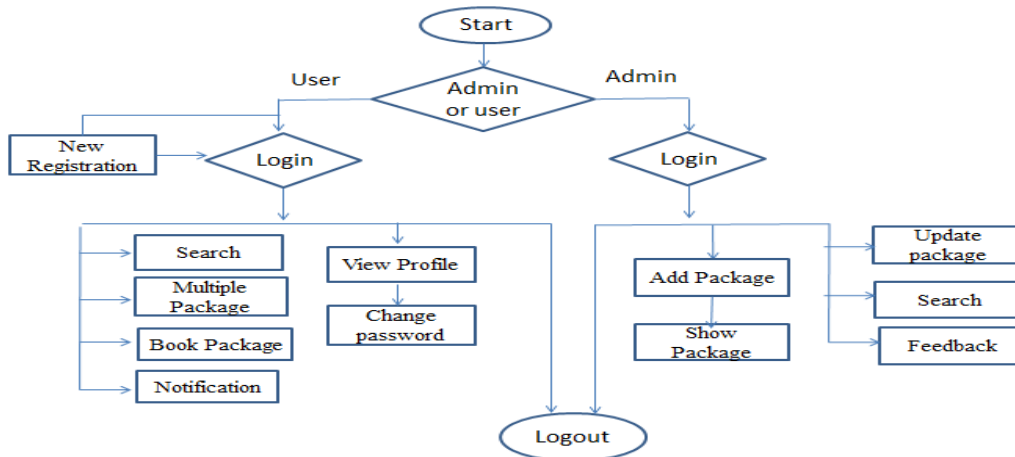 Start
User
Admin
Admin
or user
New
Registration
Login
Login
Search
View Profile
Update
package
Multiple
Package
Add Package
Search
Change
password
Book Package
Show
Package
Feedback
Notification
Logout